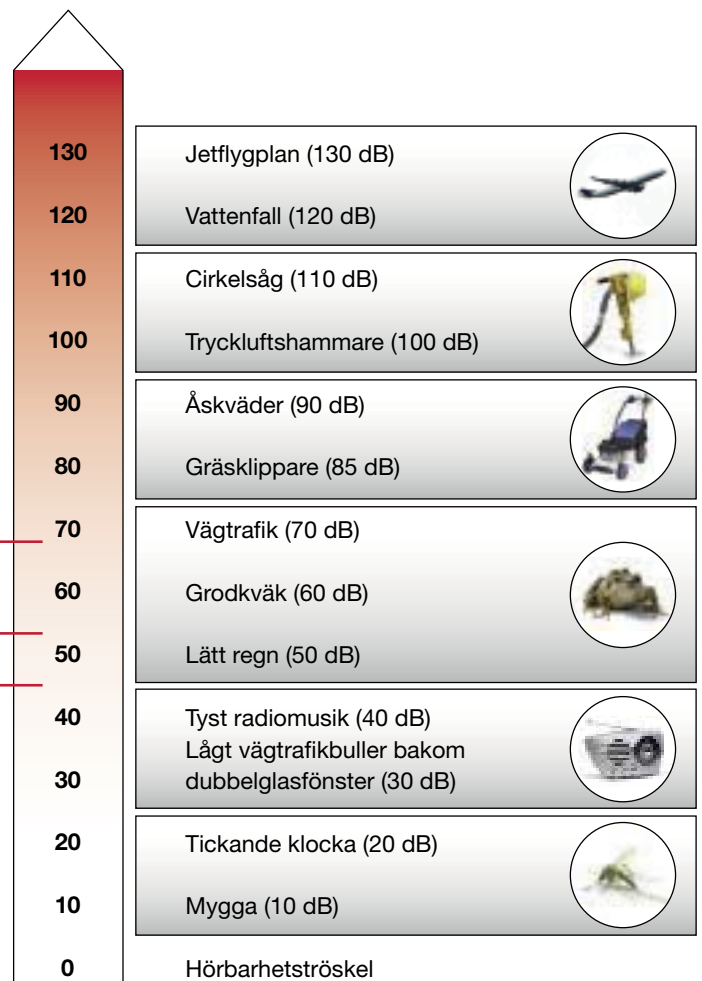 130 Jetflygplan (130 dB)
120 Vattenfall (120 dB)
110 Cirkelsåg (110 dB)
100 Tryckluftshammare (100 dB)
90 Åskväder (90 dB)
80 Gräsklippare (85 dB)
70 Vägtrafik (70 dB)
60 Grodkväk (60 dB)
50 Lätt regn (50 dB)
40 Tyst radiomusik (40 dB)
Lågt vägtrafikbuller bakom
30 dubbelglasfönster (30 dB)
20 Tickande klocka (20 dB)
10 Mygga (10 dB)
0 Hörbarhetströskel